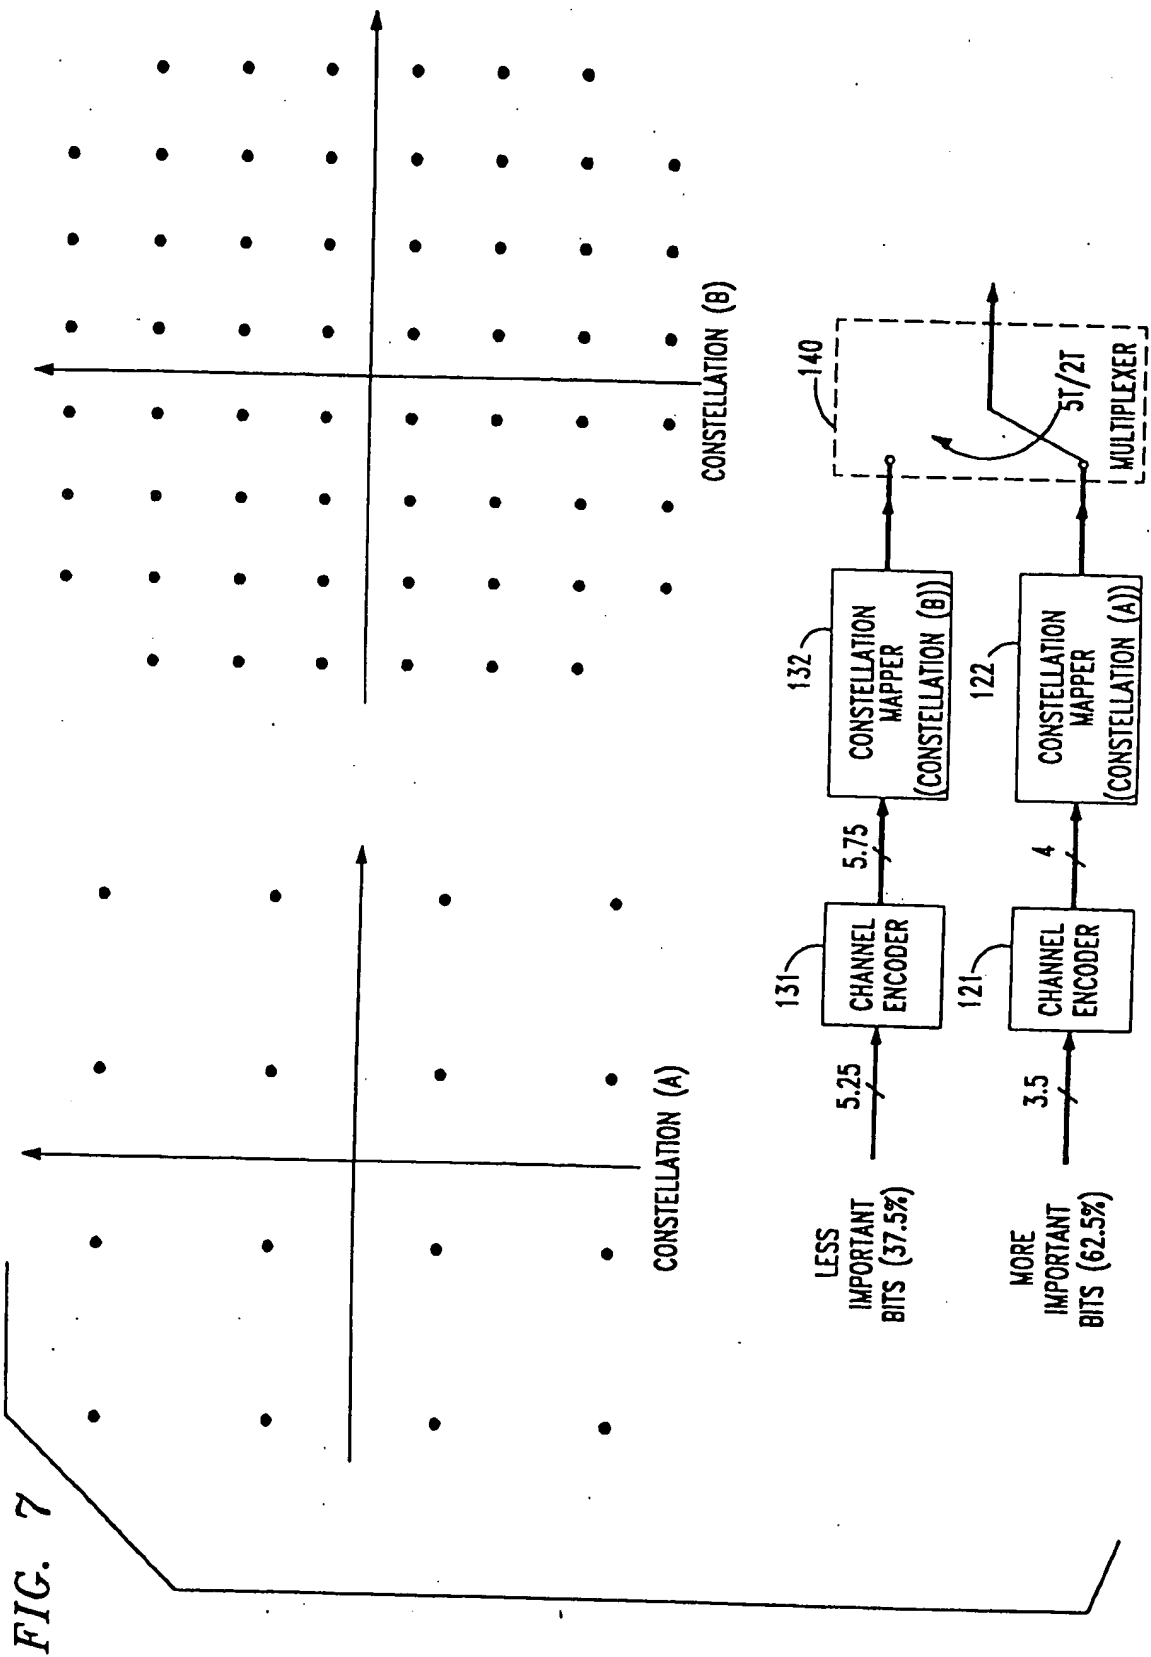 FIG. 7
CONSTELLATION (A)
CONSTELLATION (B)
LESS
IMPORTANT
BITS (37.5%)
5.25
131
CHANNEL
ENCODER
5.75
132
CONSTELLATION
MAPPER
(CONSTELLATION (B))
140
MORE
IMPORTANT
BITS (62.5%)
3.5
121
CHANNEL
ENCODER
4
122
CONSTELLATION
MAPPER
(CONSTELLATION (A))
5T/2T
MULTIPLEXER